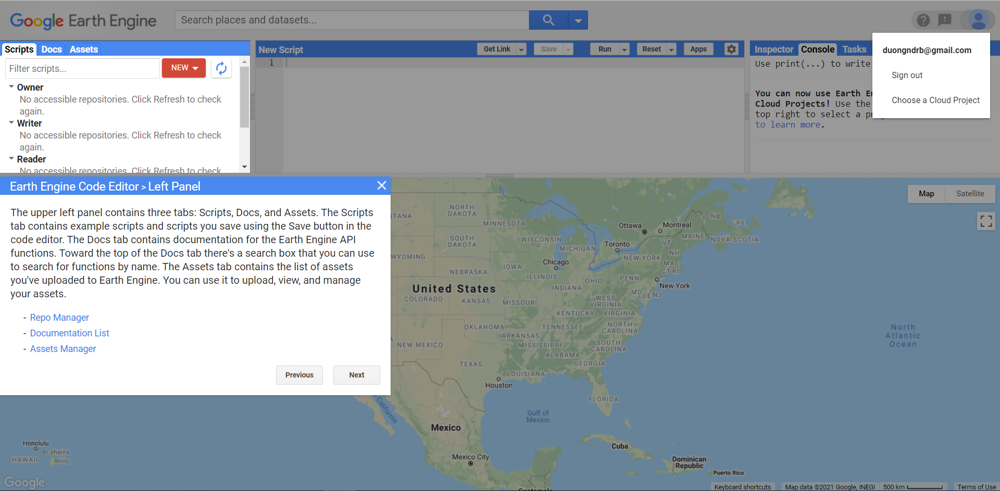 Google Earth Engine
Search places and datasets...
duongndrb@gmail.com
Sign out
Choose a Cloud Project
Scripts Docs Assets
Filter scripts...
NEW
Owner
No accessible repositories. Click Refresh to check
again.
Writer
No accessible repositories. Click Refresh to check
again.
Reader
No accessible repositories. Click Refresh to check
New Script
Get Link
Save
Run
Reset
Apps
1
Inspector Console Tasks
Use print(...) to write
You can now use Earth E
Cloud Projects! Use the
top right to select a p
to learn more.
Earth Engine Code Editor > Left Panel
The upper left panel contains three tabs: Scripts, Docs, and Assets. The Scripts
tab contains example scripts and scripts you save using the Save button in the
code editor. The Docs tab contains documentation for the Earth Engine API
functions. Toward the top of the Docs tab there's a search box that you can use
to search for functions by name. The Assets tab contains the list of assets
you've uploaded to Earth Engine. You can use it to upload, view, and manage
your assets.
- Repo Manager
- Documentation List
- Assets Manager
Previous
Next
Map
Satellite
TANA
NORTH
DAKOTA
MINNESOTA
SOUTH
DAKOTA
WISCONSIN
MICHIGAN
Ottawa
Montreal
NB
PE
MAINE
NOVA SCOTIA
Toronto
VT
NH
NEW YORK
MA
CT RI
WYOMING
Chicago
IOWA
NEBRASKA
ILLINOIS
INDIANA
OHIO
PENN
New York
MD
DE
NJ
United States
COLORADO
KANSAS
MISSOURI
WEST
VIRGINIA
KENTUCKY
VIRGINIA
OKLAHOMA
TENNESSEE
NORTH
CAROLINA
ARKANSAS
NEW MEXICO
MISSISSIPPI
SOUTH
CAROLINA
ALABAMA
GEORGIA
TEXAS
LOUISIANA
Houston
FLORIDA
North
Atlantic
Ocean
Gulf of
Mexico
California
Mexico
Mexico City
Cuba
Dominican
Republic
Puerto Rico
Guatemala
Honolulu
Lahaina
HAWAII
Hilo
Google
Keyboard shortcuts
Map data ©2021 Google, INEGI
500 km
Terms of Use